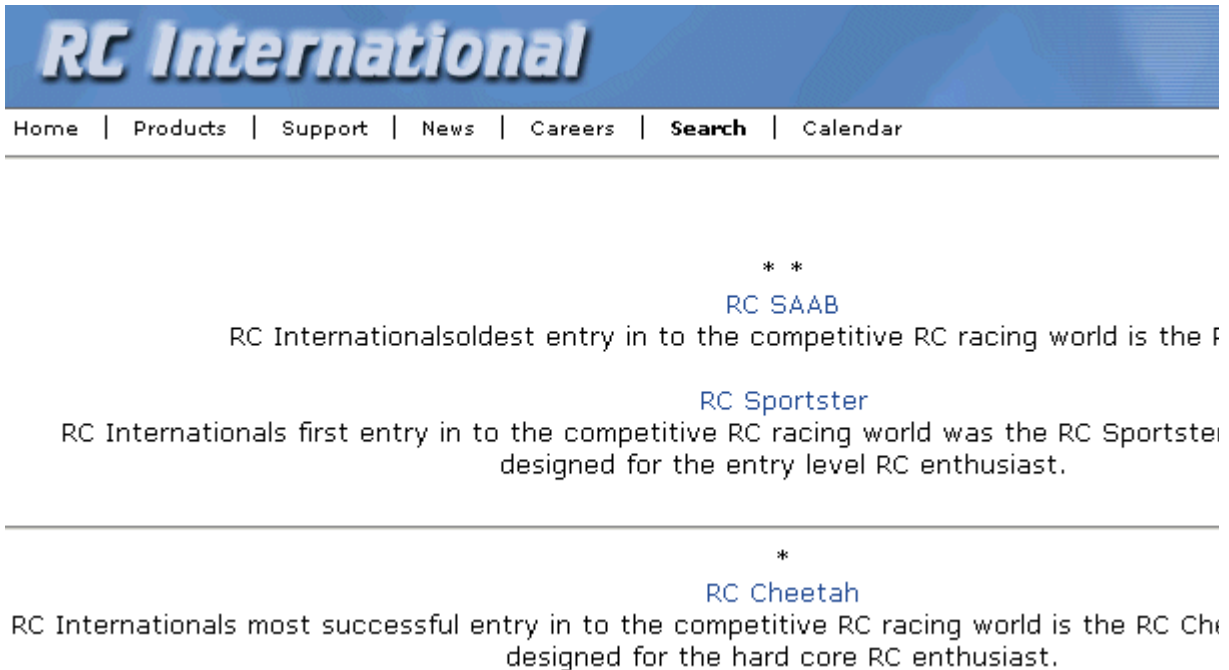 RC International
Home | Products | Support | News | Careers | Search | Calendar
* *
RC SAAB
RC Internationalsoldest entry in to the competitive RC racing world is the
RC Sportster
RC Internationals first entry in to the competitive RC racing world was the RC Sportster
designed for the entry level RC enthusiast.
*
RC Cheetah
RC Internationals most successful entry in to the competitive RC racing world is the RC
designed for the hard core RC enthusiast.